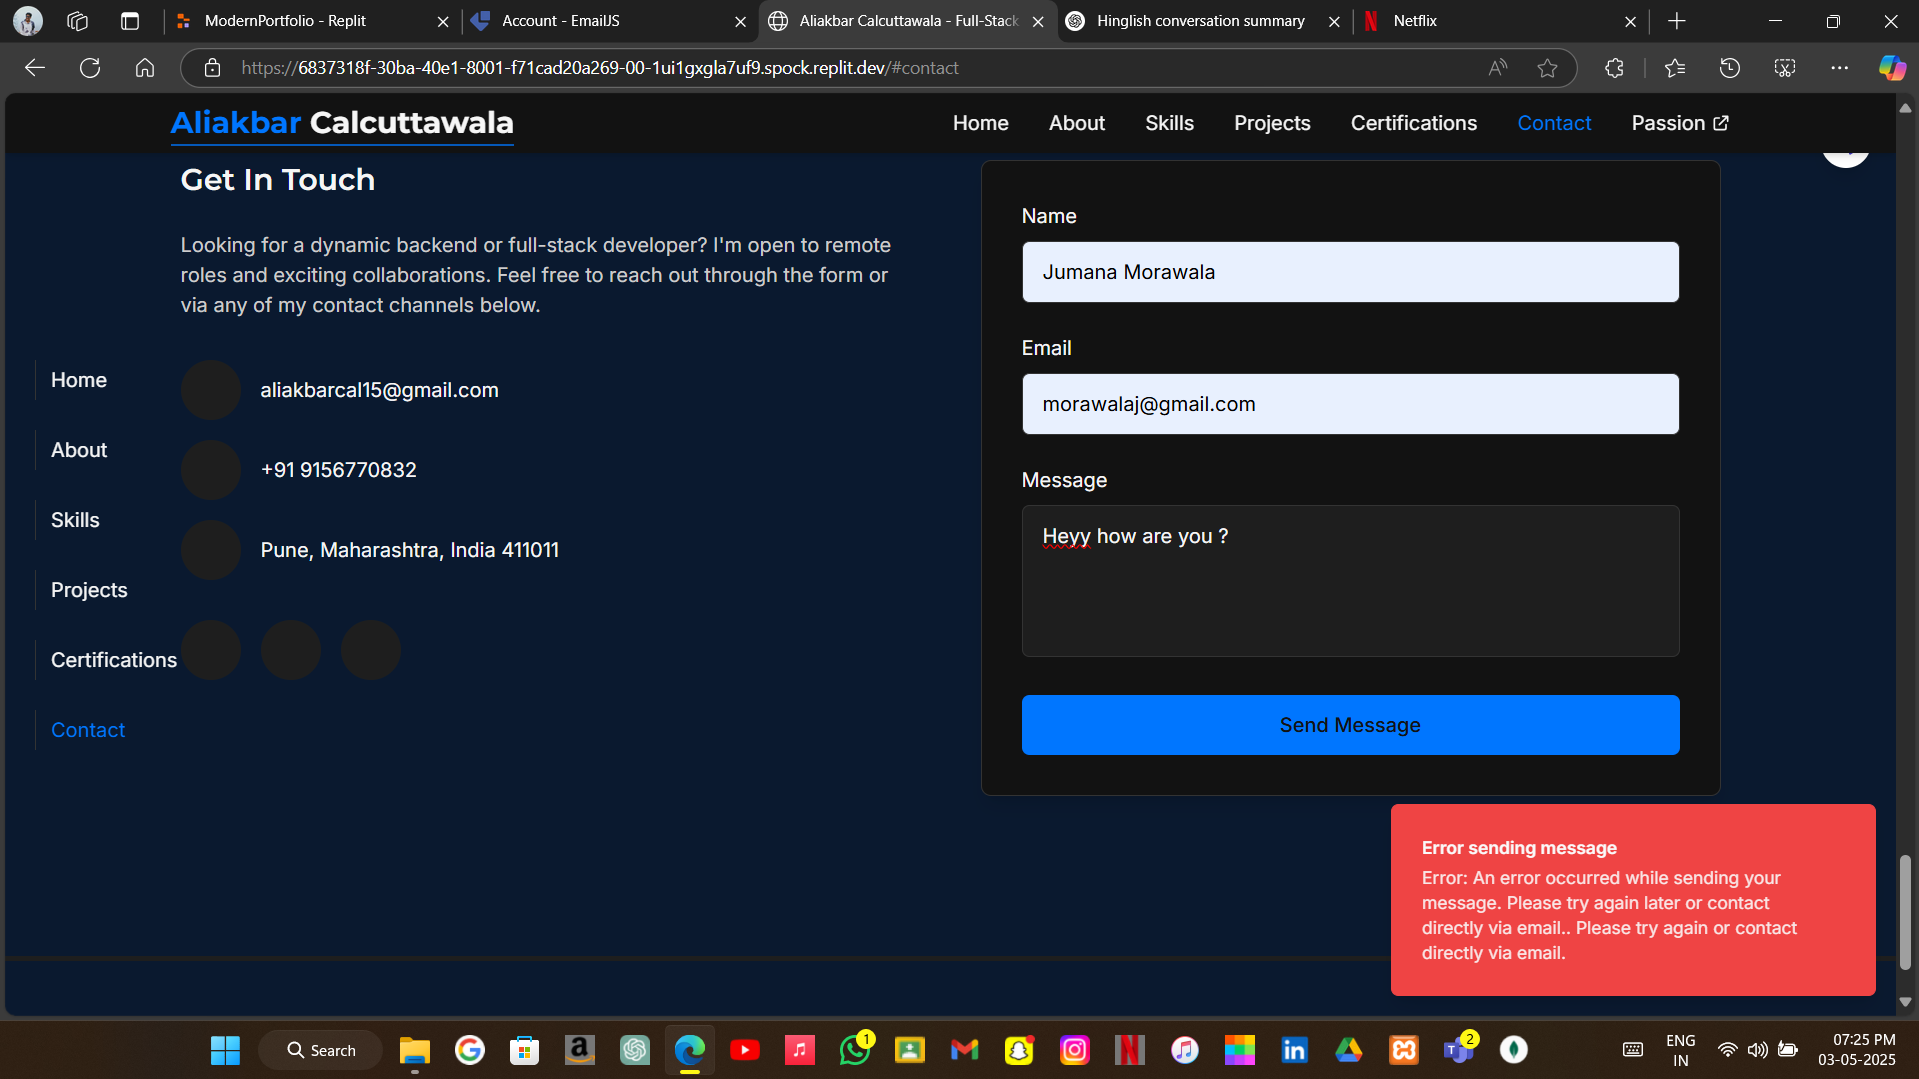 ModernPortfolio - Replit
Account - EmailJS
Aliakbar Calcuttawala - Full-Stack
Hinglish conversation summary
Netflix
https://6837318f-30ba-40e1-8001-f71cad20a269-00-1ui1gxgla7uf9.spock.replit.dev/#contact
Aliakbar Calcuttawala
Home
About
Skills
Projects
Certifications
Contact
Passion
Get In Touch
Looking for a dynamic backend or full-stack developer? I'm open to remote
roles and exciting collaborations. Feel free to reach out through the form or
via any of my contact channels below.
Home
About
Skills
Projects
Certifications
Contact
aliakbarcal15@gmail.com
+91 9156770832
Pune, Maharashtra, India 411011
Name
Jumana Morawala
Email
morawalaj@gmail.com
Message
Heyy how are you ?
Send Message
Error sending message
Error: An error occurred while sending your
message. Please try again later or contact
directly via email.. Please try again or contact
directly via email.
Search
1
2
ENG
IN
07:25 PM
03-05-2025